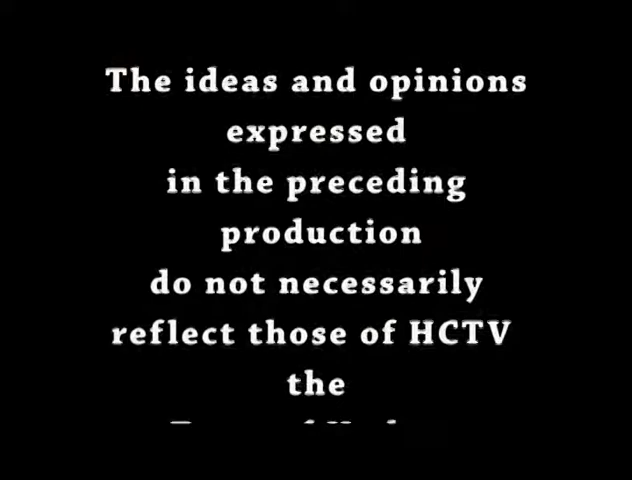 The ideas and opinions
expressed
in the preceding
production
do not necessarily
reflect those of HCTV
the